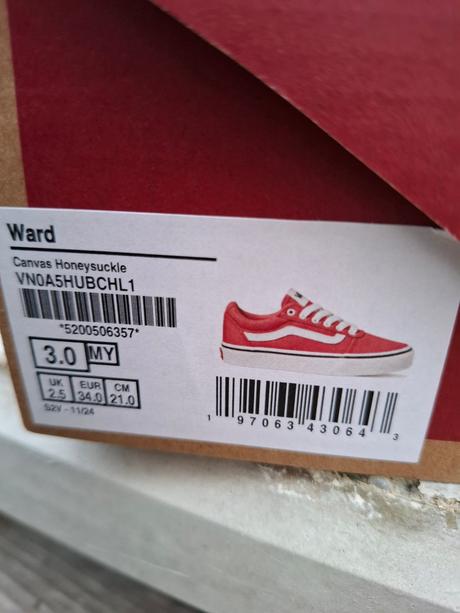 Ward
Canvas Honeysuckle
VN0A5HUBCHL1
*5200506357*
3.0 MY
UK EUR CM
2.5 34.0 21.0
S2V - 11/24
1 97063 43064 3